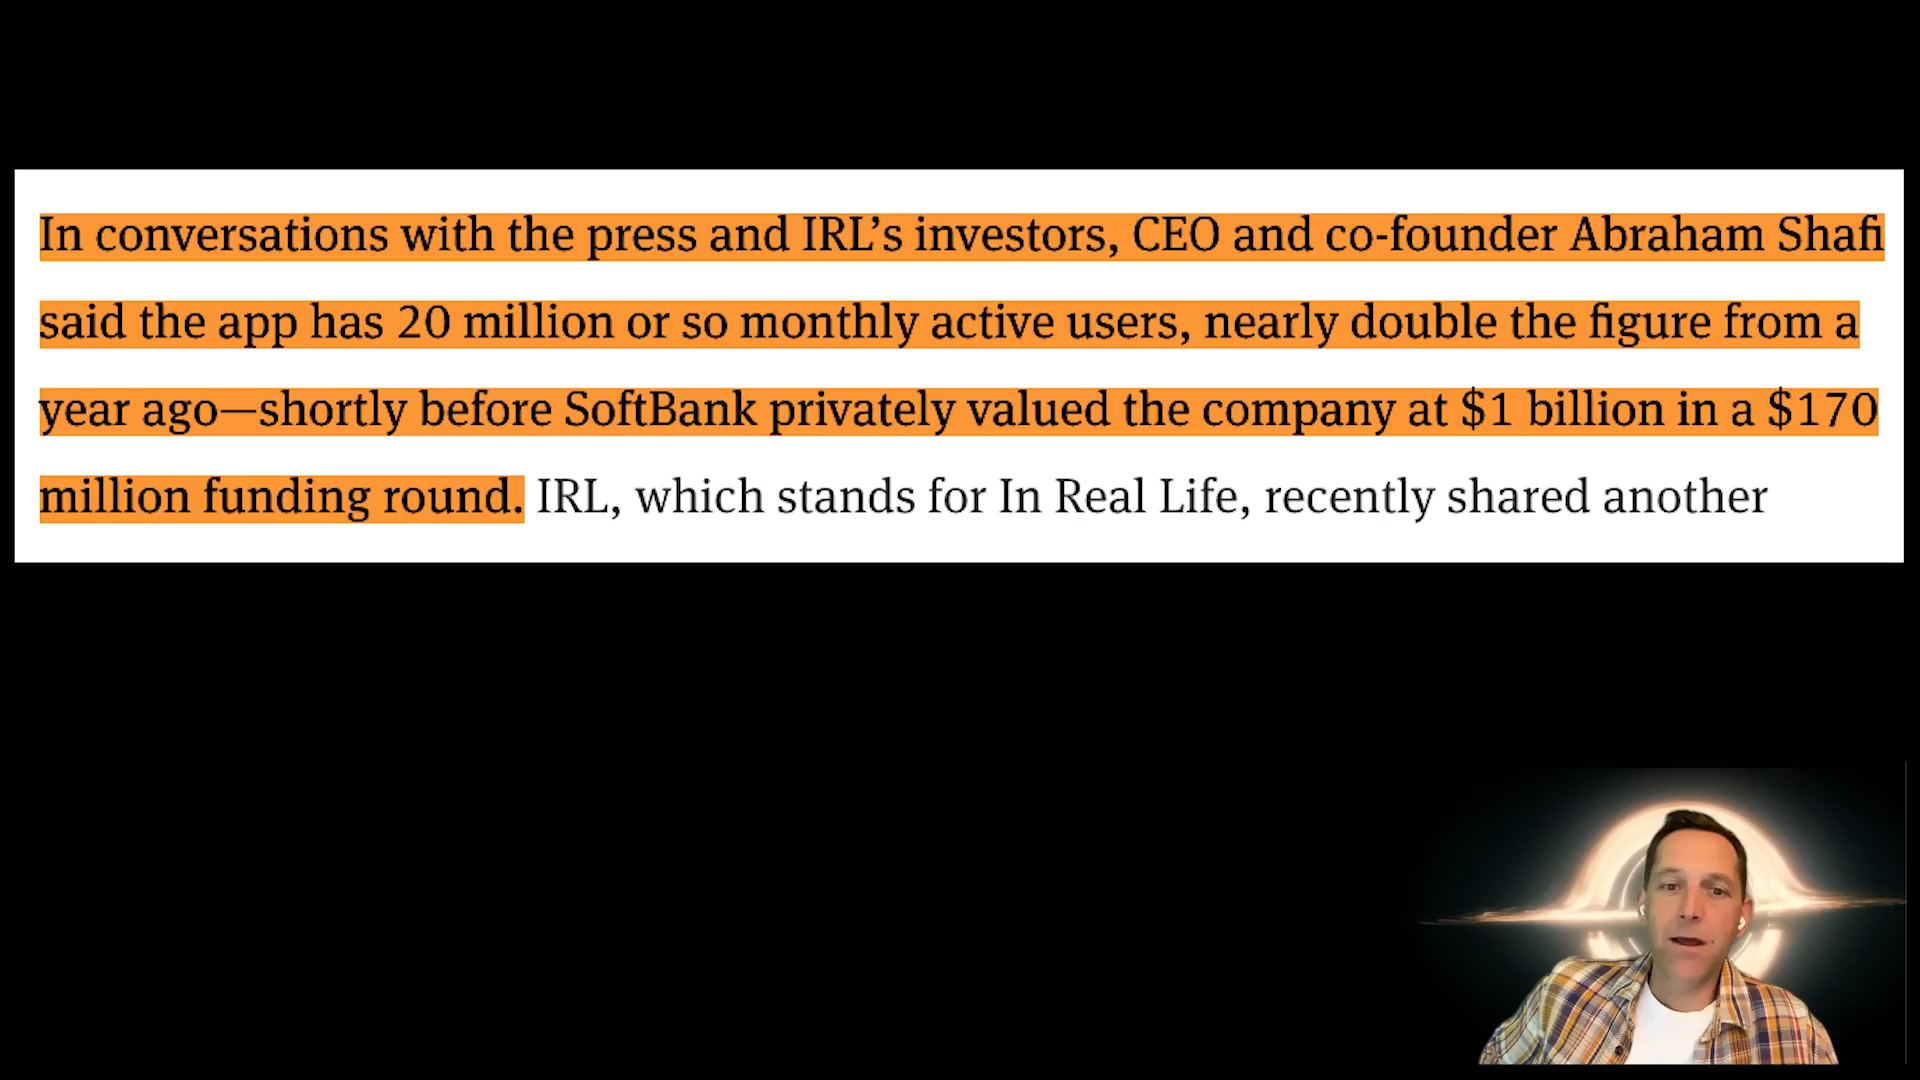 In conversations with the press and IRL’s investors, CEO and co-founder Abraham Shafi
said the app has 20 million or so monthly active users, nearly double the figure from a
year ago—shortly before SoftBank privately valued the company at $1 billion in a $170
million funding round. IRL, which stands for In Real Life, recently shared another